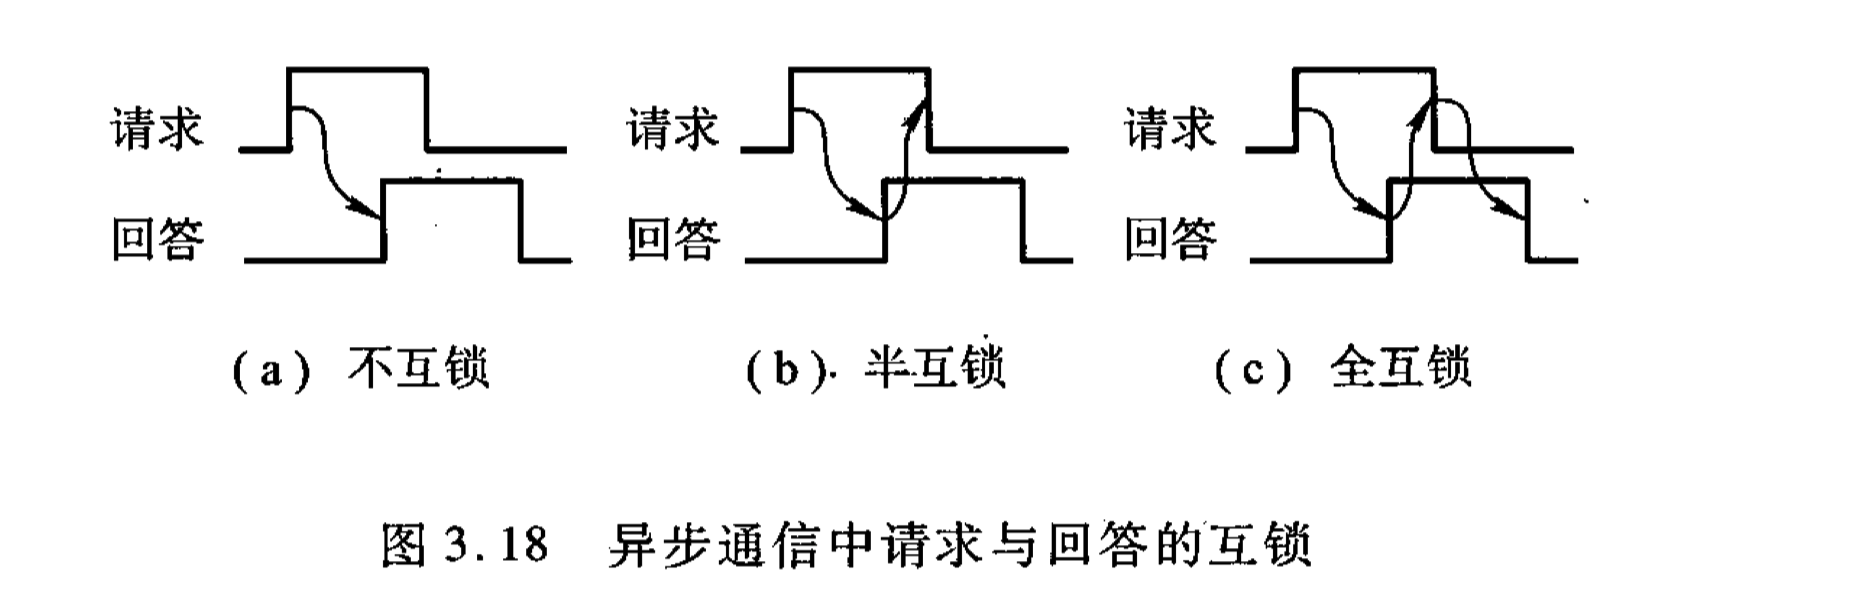 请求 请求 请求
回答 回答 回答
(a) 不互锁 (b) 半互锁 (c) 全互锁
图 3.18 异步通信中请求与回答的互锁